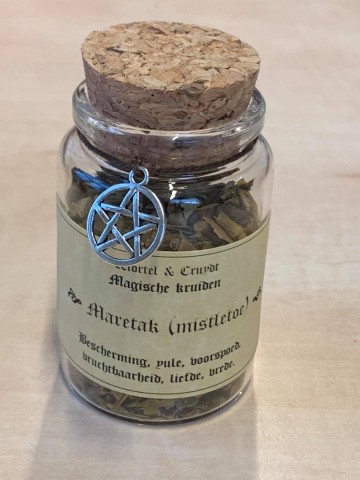 & Cruydt
Magische kruiden
Maretak (mistletoe)
Bescherming, yule, voorspoed,
vruchtbaarheid, liefde, vrede.